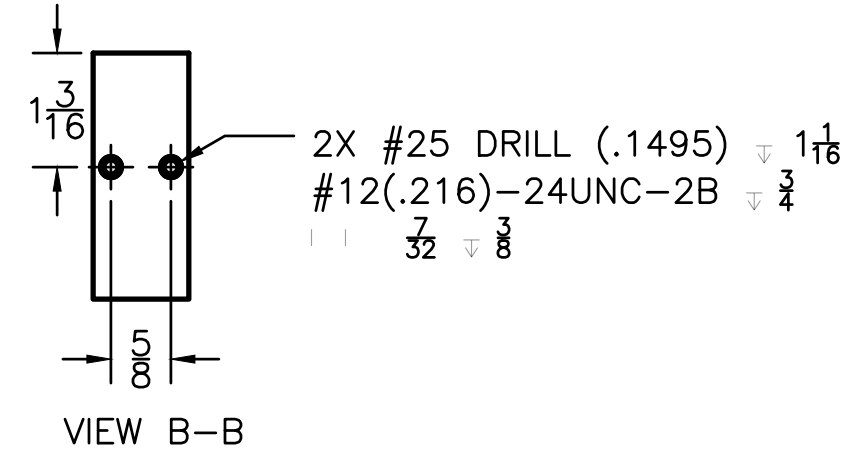 1 3/16
2X #25 DRILL (.1495) ↧ 1 1/16
#12(.216)-24UNC-2B ↧ 3/4
7/32 ↧ 3/8
5/8
VIEW B-B